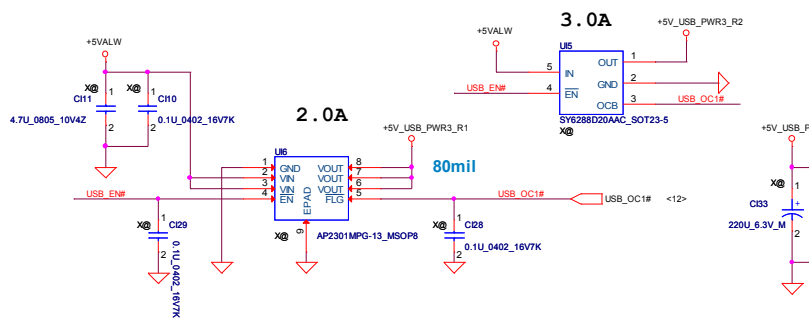 3.0A
+5VALW
+5V_USB_PWR3_R2
UI5
5
IN
OUT
1
GND
2
USB_EN#
4
EN
OCB
3
USB_OC1#
SY6288D20AAC_SOT23-5
X@
+5VALW
X@
1
CI11
2
4.7U_0805_10V4Z
X@
1
CI10
2
0.1U_0402_16V7K
2.0A
+5V_USB_PWR3_R1
80mil
UI6
1
GND
VOUT
8
2
VIN
VOUT
7
3
VIN
VOUT
6
USB_EN#
4
EN
FLG
5
USB_OC1#
USB_OC1#
<12>
EPAD
9
X@
AP2301MPG-13_MSOP8
X@
1
CI29
2
0.1U_0402_16V7K
X@
1
CI28
2
0.1U_0402_16V7K
+5V_USB_P
X@
1
CI33
+
220U_6.3V_M
2